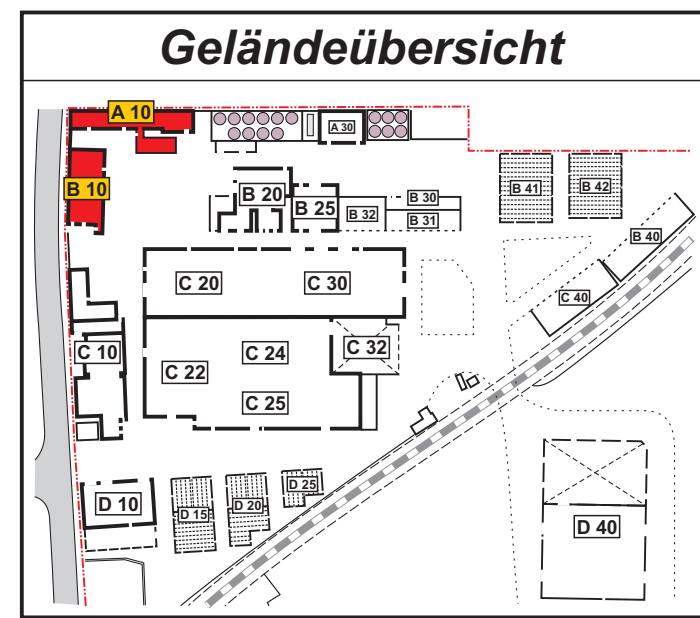 Geländeübersicht
A 10
A 30
B 10
B 20
B 25
B 32
B 30
B 31
B 41
B 42
B 40
C 20
C 30
C 40
C 10
C 22
C 24
C 32
C 25
D 10
D 15
D 20
D 25
D 40